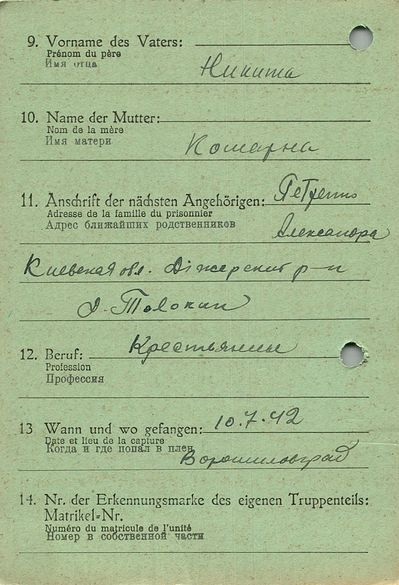 9. Vorname des Vaters:
Prénom du père
Имя отца
Никита
10. Name der Mutter:
Nom de la mère
Имя матери
Комарна
11. Anschrift der nächsten Angehörigen:
Adresse de la famille du prisonnier
Адрес ближайших родственников
Александра
Киевская обл. р-н
12. Beruf: Крестьянин
Profession
Профессия
13 Wann und wo gefangen: 10.7.42
Date et lieu de la capture
Когда и где попал в плен
Ворошиловград
14. Nr. der Erkennungsmarke des eigenen Truppenteils:
Matrikel-Nr.
Numéro du matricule de l'unité
Номер в собственной части